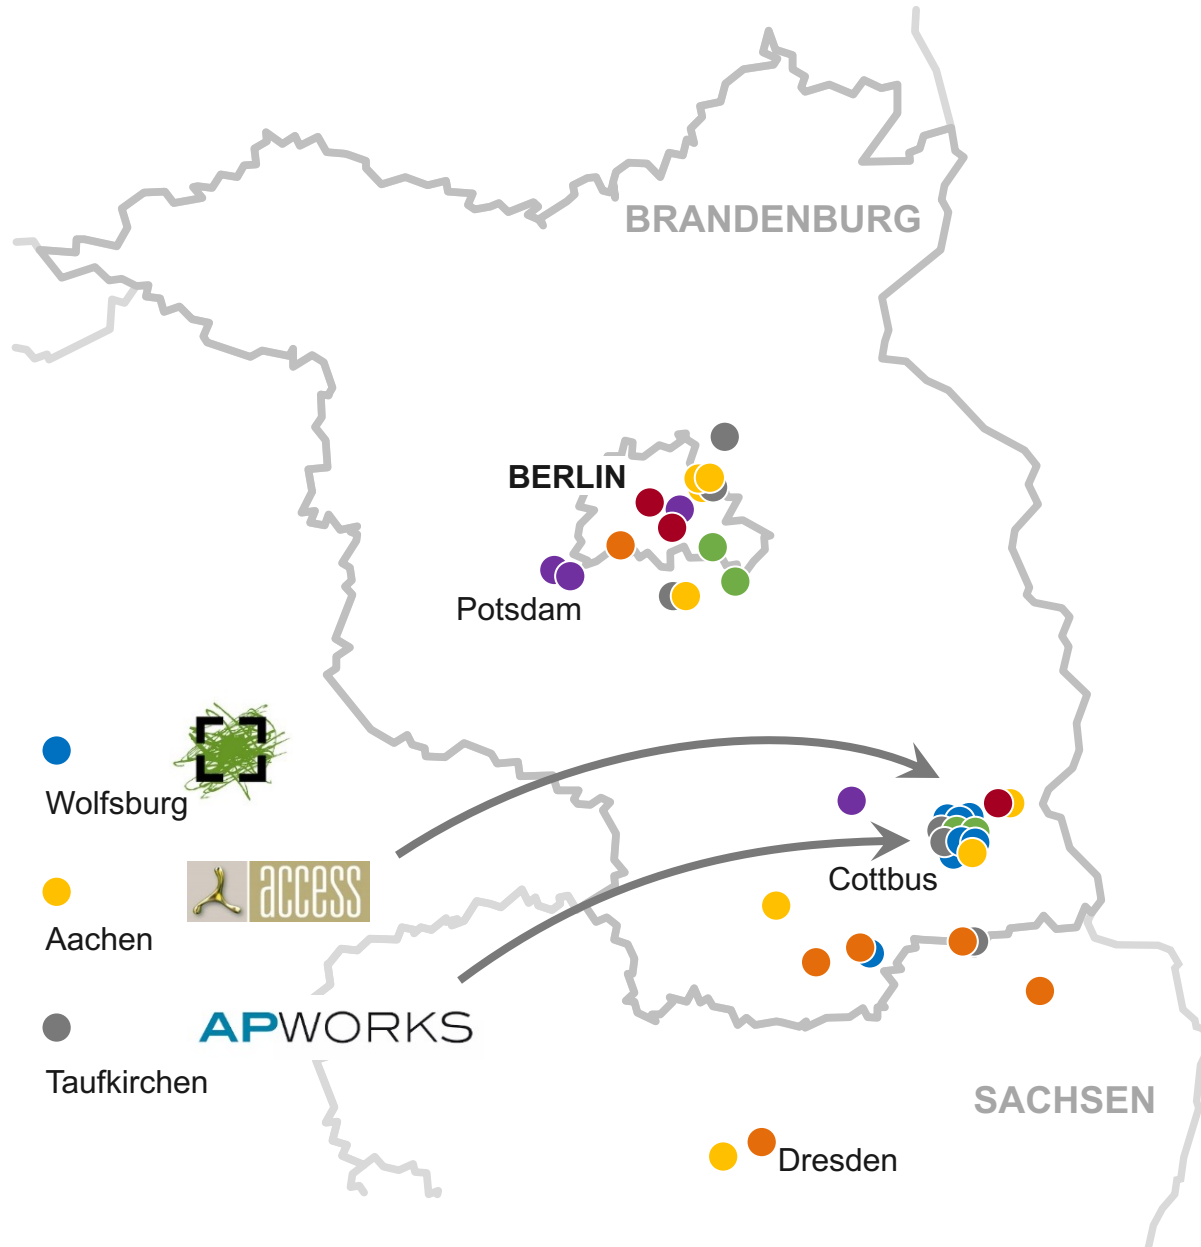 BRANDENBURG
BERLIN
Potsdam
Wolfsburg
access
Aachen
Cottbus
APWORKS
Taufkirchen
SACHSEN
Dresden